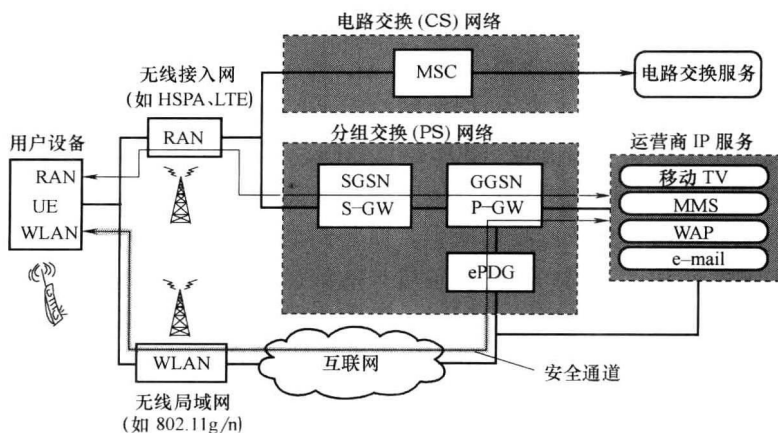 电路交换(CS)网络
MSC
电路交换服务
无线接入网
(如 HSPA、LTE)
RAN
分组交换(PS)网络
运营商 IP 服务
用户设备
RAN
UE
WLAN
SGSN
S-GW
GGSN
P-GW
ePDG
移动 TV
MMS
WAP
e-mail
WLAN
互联网
安全通道
无线局域网
(如 802.11g/n)